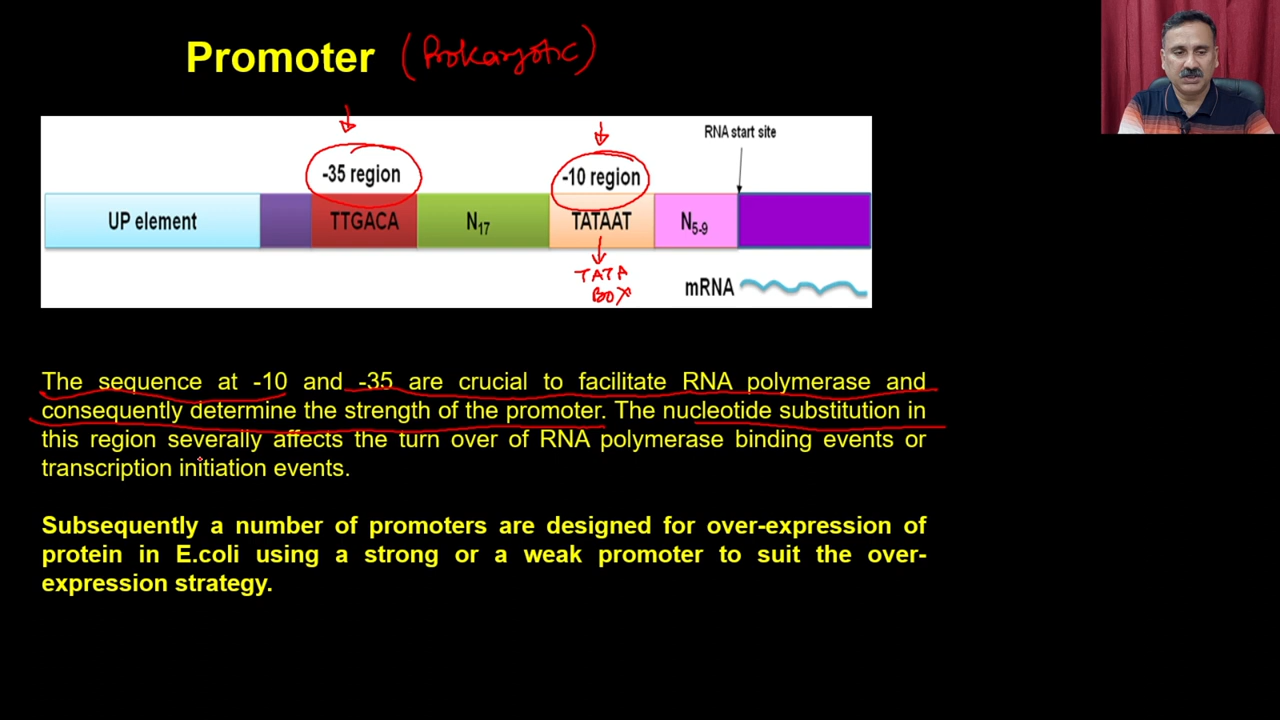 Promoter (Prokaryotic)
RNA start site
-35 region
-10 region
UP element
TTGACA
N17
TATAAT
N5-9
TATA
BOX
mRNA
The sequence at -10 and -35 are crucial to facilitate RNA polymerase and
consequently determine the strength of the promoter. The nucleotide substitution in
this region severally affects the turn over of RNA polymerase binding events or
transcription initiation events.
Subsequently a number of promoters are designed for over-expression of
protein in E.coli using a strong or a weak promoter to suit the over-
expression strategy.